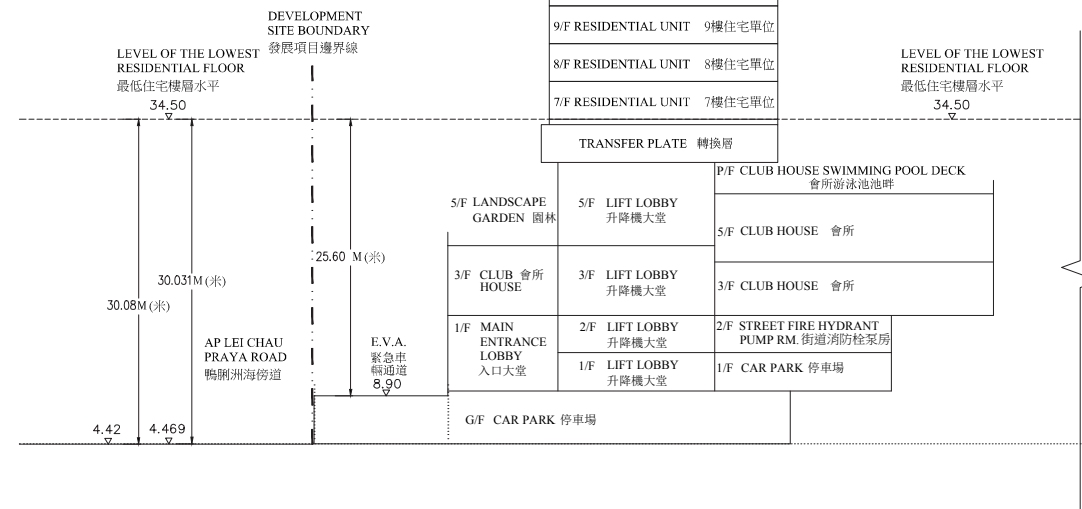 DEVELOPMENT
SITE BOUNDARY
發展項目邊界線
LEVEL OF THE LOWEST
RESIDENTIAL FLOOR
最低住宅樓層水平
34.50
9/F RESIDENTIAL UNIT 9樓住宅單位
8/F RESIDENTIAL UNIT 8樓住宅單位
7/F RESIDENTIAL UNIT 7樓住宅單位
LEVEL OF THE LOWEST
RESIDENTIAL FLOOR
最低住宅樓層水平
34.50
TRANSFER PLATE 轉換層
P/F CLUB HOUSE SWIMMING POOL DECK
會所游泳池池畔
5/F LANDSCAPE
GARDEN 園林
5/F LIFT LOBBY
升降機大堂
5/F CLUB HOUSE 會所
25.60 M(米)
30.031M(米)
30.08M(米)
3/F CLUB 會所
HOUSE
3/F LIFT LOBBY
升降機大堂
3/F CLUB HOUSE 會所
AP LEI CHAU
PRAYA ROAD
鴨脷洲海傍道
E.V.A.
緊急車
輛通道
8.90
1/F MAIN
ENTRANCE
LOBBY
入口大堂
2/F LIFT LOBBY
升降機大堂
2/F STREET FIRE HYDRANT
PUMP RM. 街道消防栓泵房
1/F LIFT LOBBY
升降機大堂
1/F CAR PARK 停車場
G/F CAR PARK 停車場
4.42
4.469